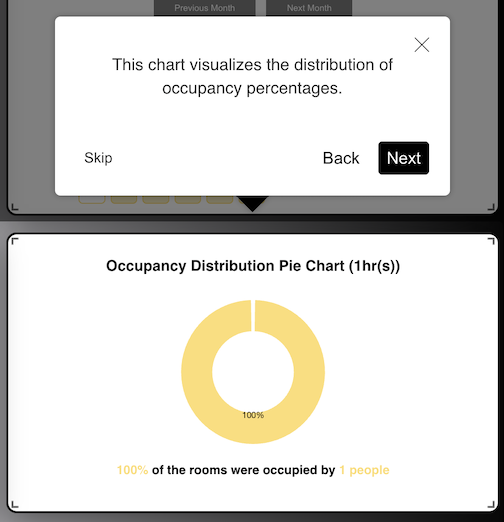 Previous Month Next Month
This chart visualizes the distribution of
occupancy percentages.
Skip Back Next
Occupancy Distribution Pie Chart (1hr(s))
100%
100% of the rooms were occupied by 1 people